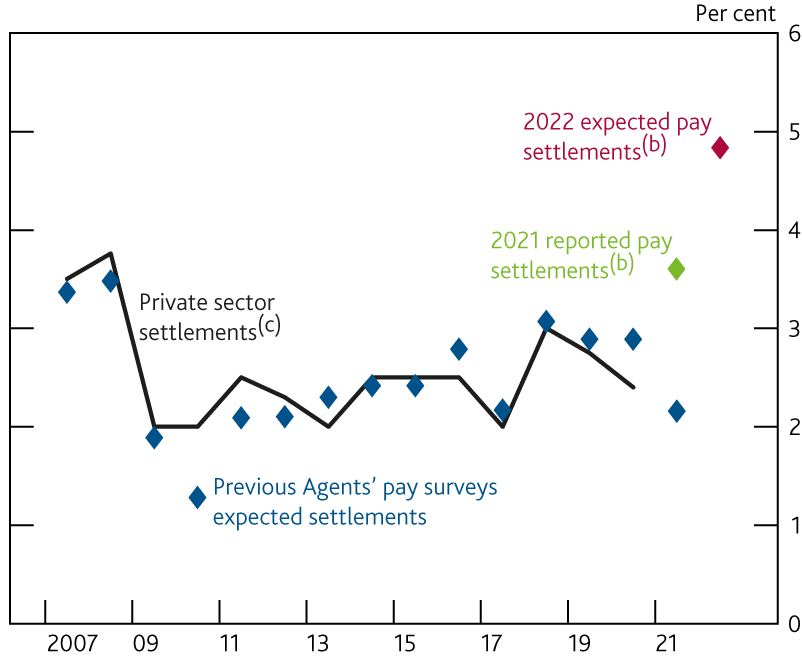 Per cent
6
2022 expected pay
settlements(b)
5
2021 reported pay
settlements(b)
4
Private sector
settlements(c)
3
2
Previous Agents’ pay surveys
expected settlements
1
0
2007 09 11 13 15 17 19 21